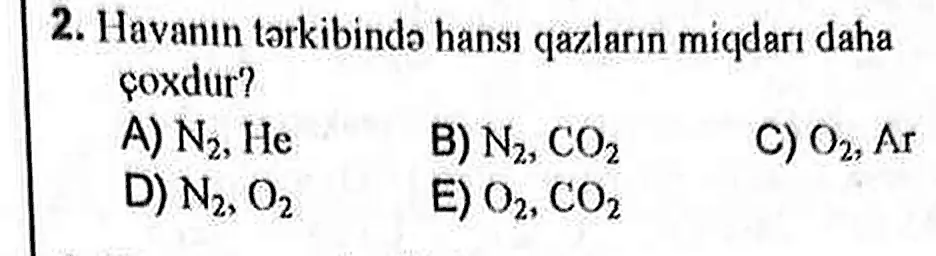 2. Havanın tərkibində hansı qazların miqdarı daha
çoxdur?
A) N₂, He B) N₂, CO₂ C) O₂, Ar
D) N₂, O₂ E) O₂, CO₂